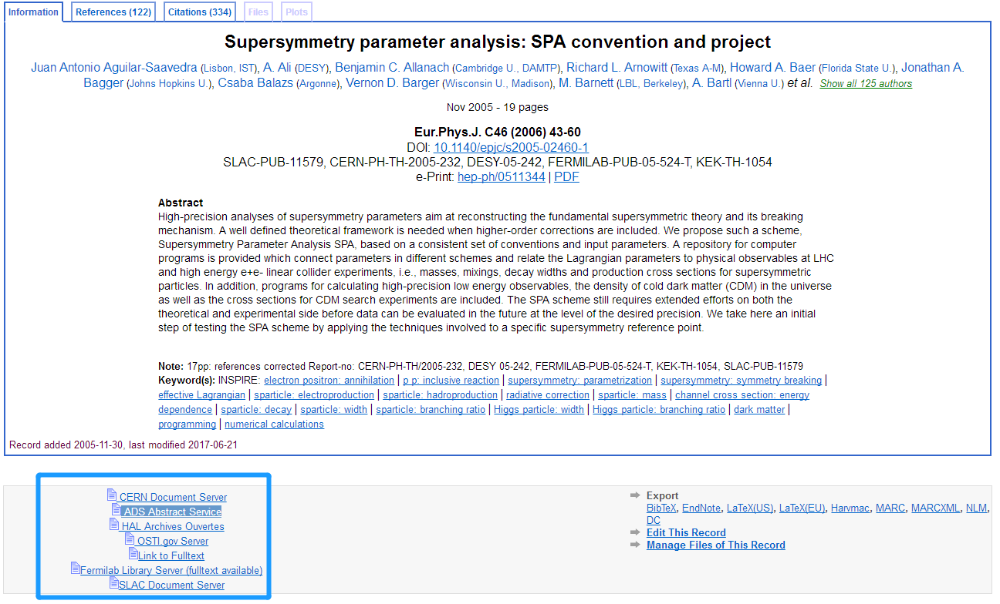 Information References (122) Citations (334) Files Plots
Supersymmetry parameter analysis: SPA convention and project
Juan Antonio Aguilar-Saavedra (Lisbon, IST), A. Ali (DESY), Benjamin C. Allanach (Cambridge U., DAMTP), Richard L. Arnowitt (Texas A-M), Howard A. Baer (Florida State U.), Jonathan A.
Bagger (Johns Hopkins U.), Csaba Balazs (Argonne), Vernon D. Barger (Wisconsin U., Madison), M. Barnett (LBL, Berkeley), A. Bartl (Vienna U.) et al. Show all 125 authors
Nov 2005 - 19 pages
Eur.Phys.J. C46 (2006) 43-60
DOI: 10.1140/epjc/s2005-02460-1
SLAC-PUB-11579, CERN-PH-TH-2005-232, DESY-05-242, FERMILAB-PUB-05-524-T, KEK-TH-1054
e-Print: hep-ph/0511344 | PDF
Abstract
High-precision analyses of supersymmetry parameters aim at reconstructing the fundamental supersymmetric theory and its breaking
mechanism. A well defined theoretical framework is needed when higher-order corrections are included. We propose such a scheme,
Supersymmetry Parameter Analysis SPA, based on a consistent set of conventions and input parameters. A repository for computer
programs is provided which connect parameters in different schemes and relate the Lagrangian parameters to physical observables at LHC
and high energy e+e- linear collider experiments, i.e., masses, mixings, decay widths and production cross sections for supersymmetric
particles. In addition, programs for calculating high-precision low energy observables, the density of cold dark matter (CDM) in the universe
as well as the cross sections for CDM search experiments are included. The SPA scheme still requires extended efforts on both the
theoretical and experimental side before data can be evaluated in the future at the level of the desired precision. We take here an initial
step of testing the SPA scheme by applying the techniques involved to a specific supersymmetry reference point.
Note: 17pp: references corrected Report-no: CERN-PH-TH/2005-232, DESY 05-242, FERMILAB-PUB-05-524-T, KEK-TH-1054, SLAC-PUB-11579
Keyword(s): INSPIRE: electron positron: annihilation | p p: inclusive reaction | supersymmetry: parametrization | supersymmetry: symmetry breaking |
effective Lagrangian | sparticle: electroproduction | sparticle: hadroproduction | radiative correction | sparticle: mass | channel cross section: energy
dependence | sparticle: decay | sparticle: width | sparticle: branching ratio | Higgs particle: width | Higgs particle: branching ratio | dark matter |
programming | numerical calculations
Record added 2005-11-30, last modified 2017-06-21
CERN Document Server
ADS Abstract Service
HAL Archives Ouvertes
OSTI.gov Server
Link to Fulltext
Fermilab Library Server (fulltext available)
SLAC Document Server
Export
BibTeX, EndNote, LaTeX(US), LaTeX(EU), Harvmac, MARC, MARCXML, NLM,
DC
Edit This Record
Manage Files of This Record